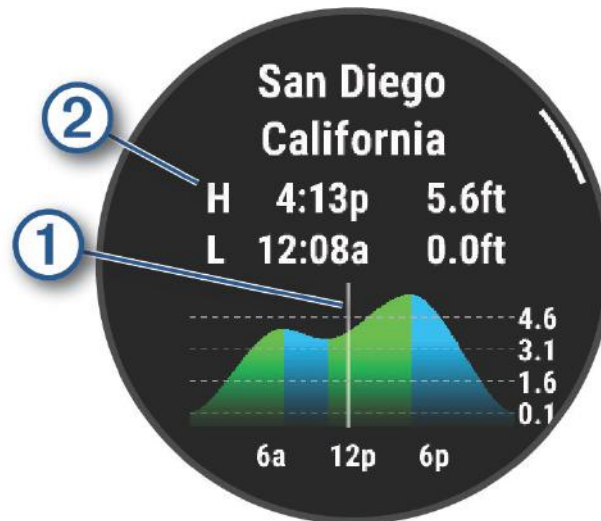 San Diego
California
2
H 4:13p 5.6ft
1
L 12:08a 0.0ft
4.6
3.1
1.6
0.1
6a 12p 6p